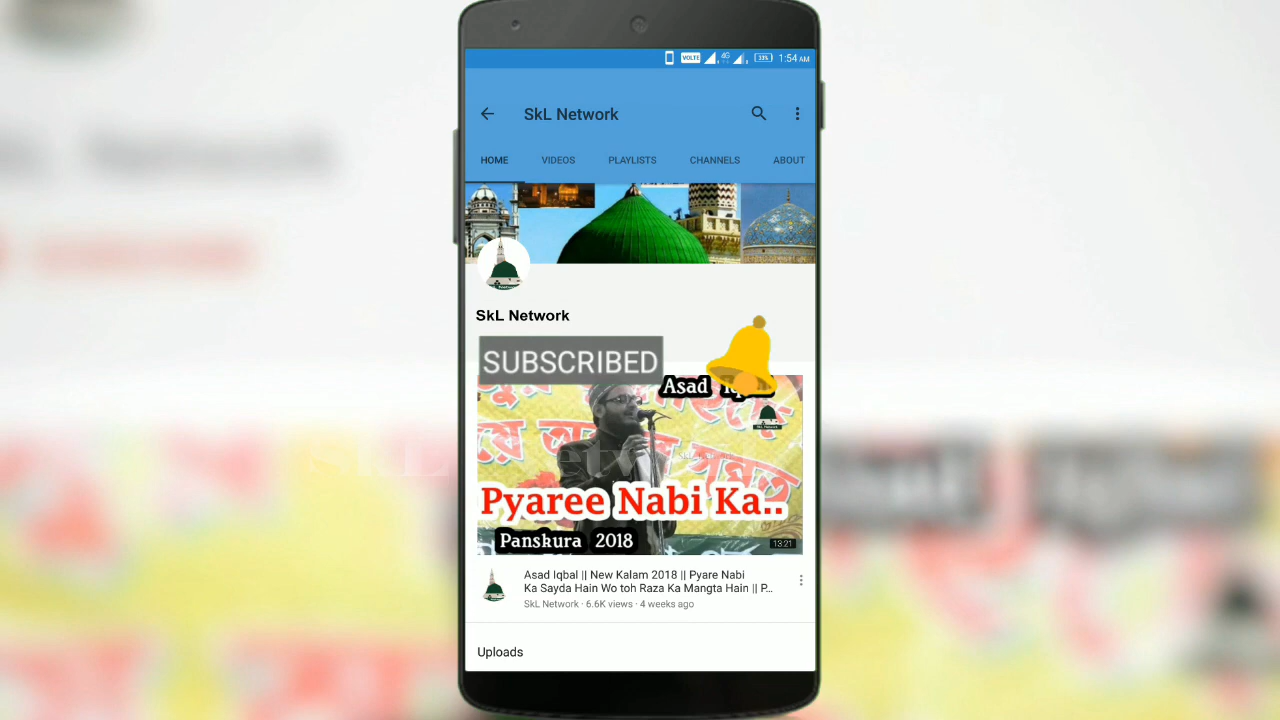 VOLTE 4G 33% 1:54 AM
SkL Network
HOME VIDEOS PLAYLISTS CHANNELS ABOUT
SkL Network
SUBSCRIBED
Asad
Pyaree Nabi Ka..
Panskura 2018
13:21
Asad Iqbal || New Kalam 2018 || Pyare Nabi
Ka Sayda Hain Wo toh Raza Ka Mangta Hain || P...
SkL Network · 6.6K views · 4 weeks ago
Uploads